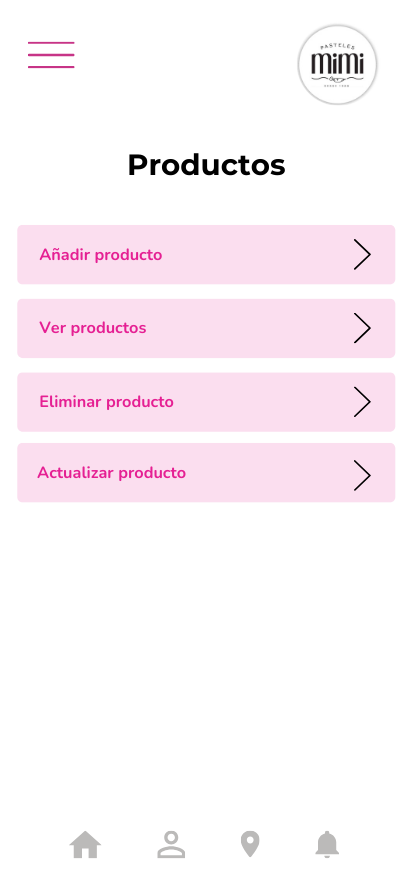 PASTELES
mimi
Productos
Añadir producto
Ver productos
Eliminar producto
Actualizar producto